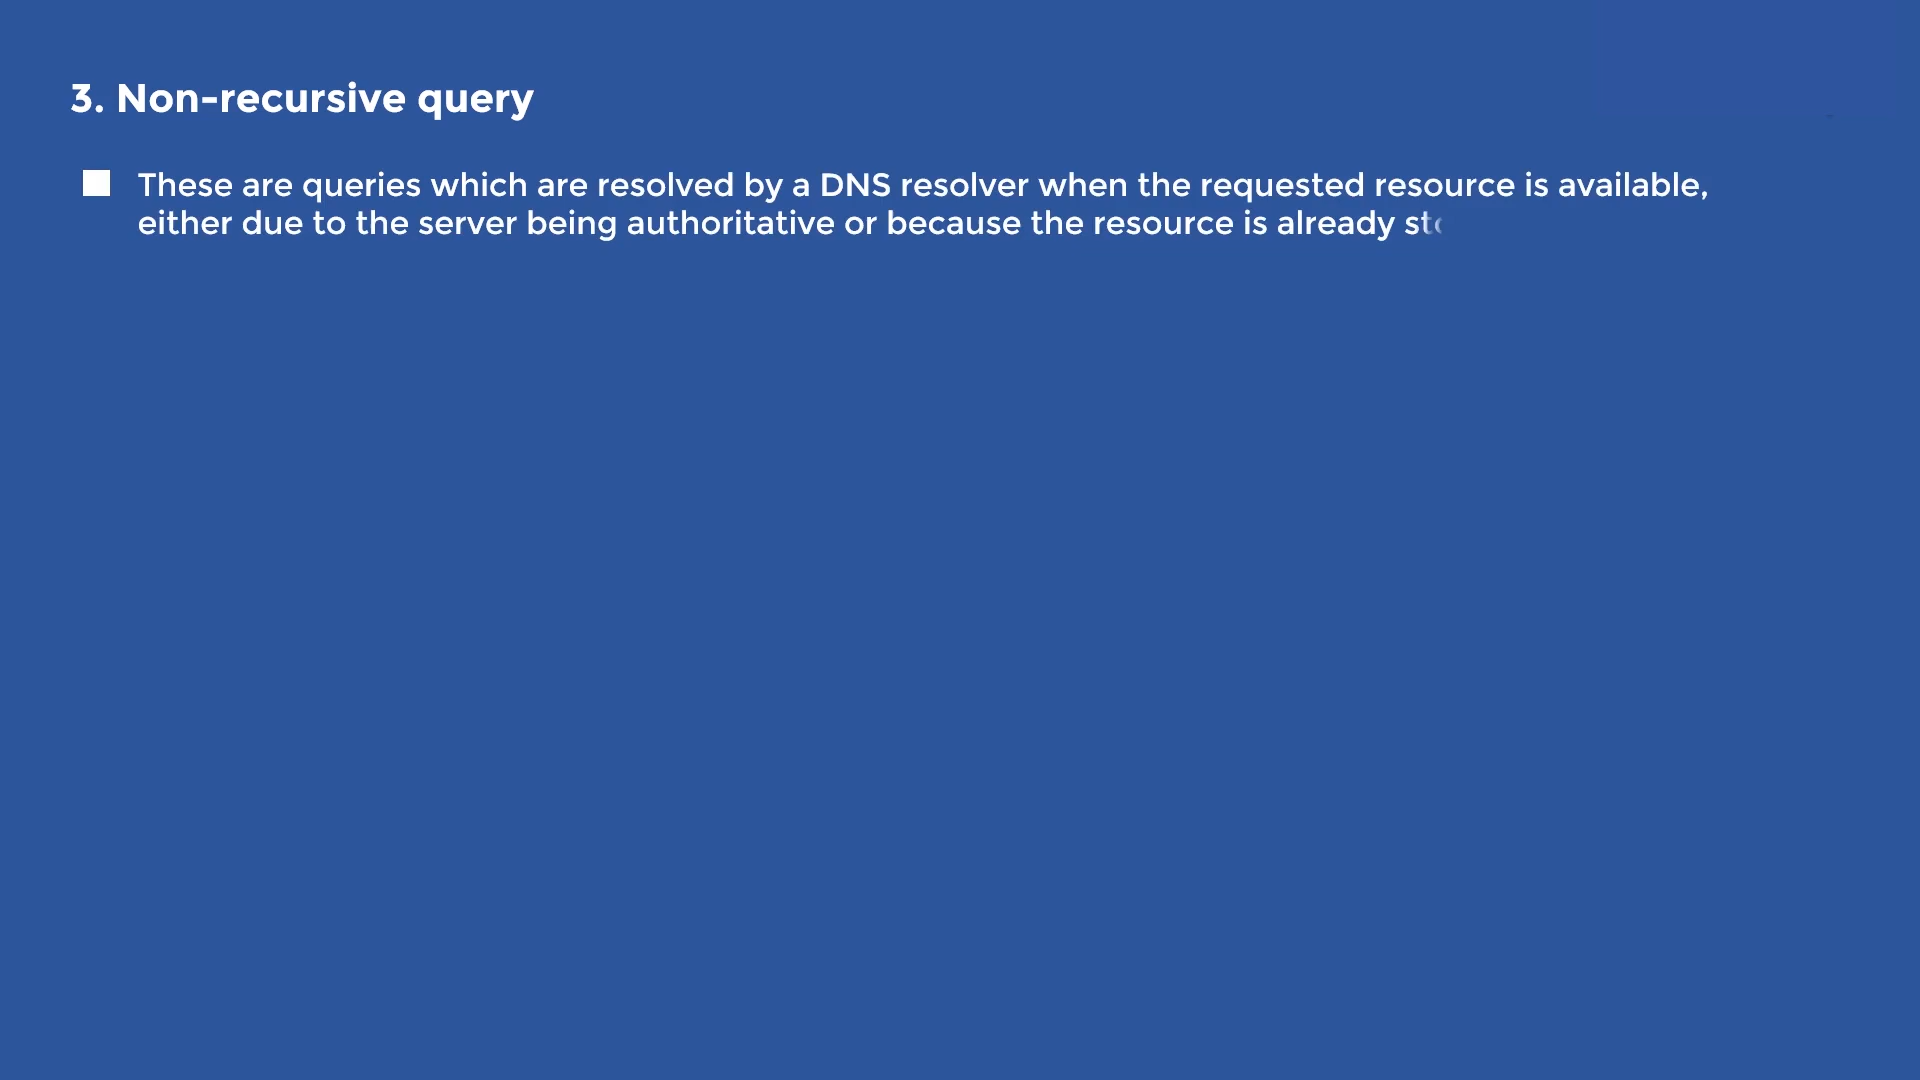 3. Non-recursive query
These are queries which are resolved by a DNS resolver when the requested resource is available,
either due to the server being authoritative or because the resource is already